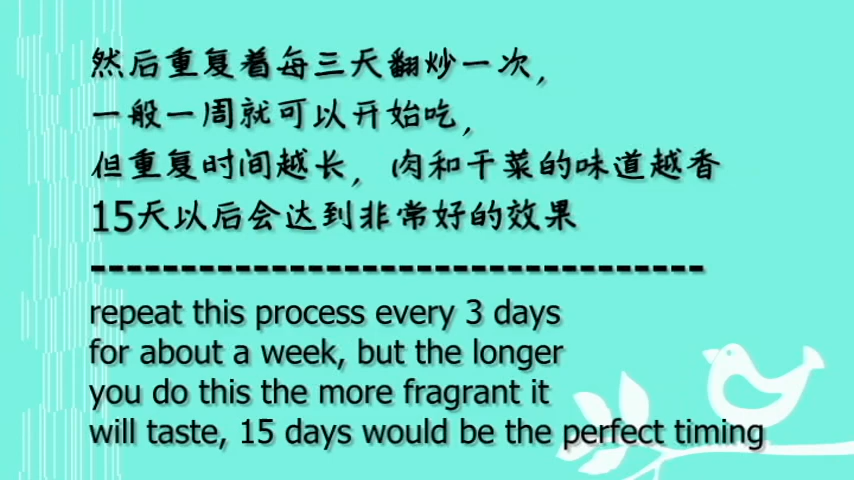 然后重复着每三天翻炒一次，
一般一周就可以开始吃，
但重复时间越长，肉和干菜的味道越香
15天以后会达到非常好的效果
-----------------------------------
repeat this process every 3 days
for about a week, but the longer
you do this the more fragrant it
will taste, 15 days would be the perfect timing